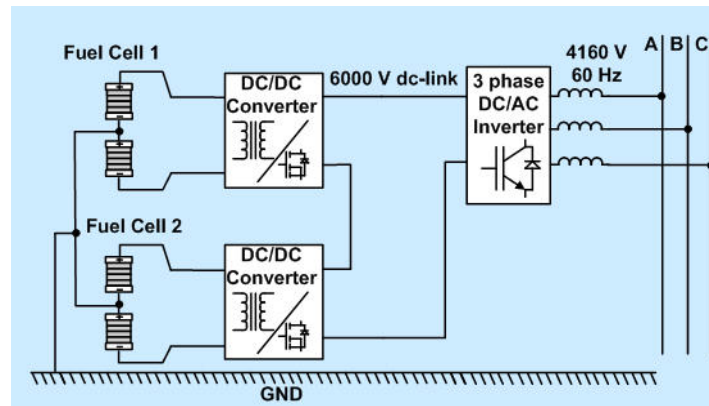 Fuel Cell 1
DC/DC
Converter
6000 V dc-link
3 phase
DC/AC
Inverter
4160 V
60 Hz
A
B
C
Fuel Cell 2
DC/DC
Converter
GND